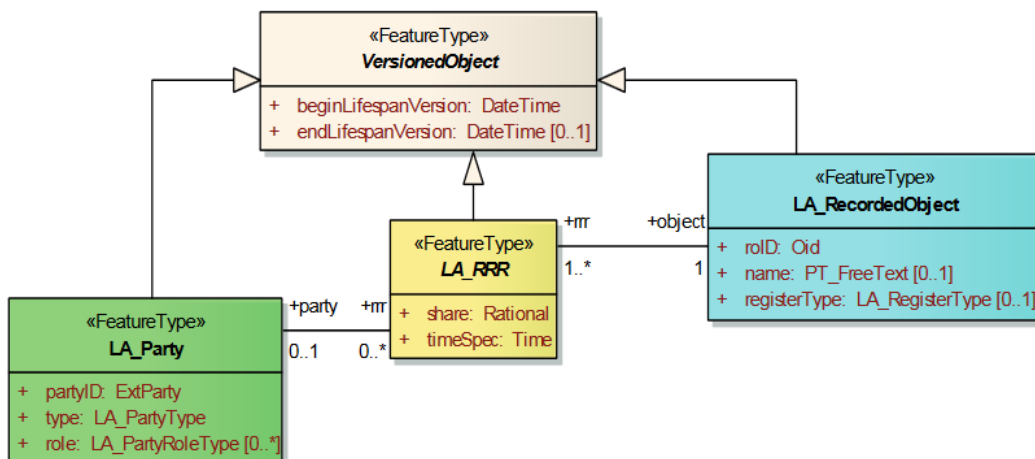 «FeatureType»
VersionedObject
+ beginLifespanVersion: DateTime
+ endLifespanVersion: DateTime [0..1]
«FeatureType»
LA_RecordedObject
+ roID: Oid
+ name: PT_FreeText [0..1]
+ registerType: LA_RegisterType [0..1]
+rrr +object
1..* 1
«FeatureType»
LA_RRR
+ share: Rational
+ timeSpec: Time
+party +rrr
0..1 0..*
«FeatureType»
LA_Party
+ partyID: ExtParty
+ type: LA_PartyType
+ role: LA_PartyRoleType [0..*]